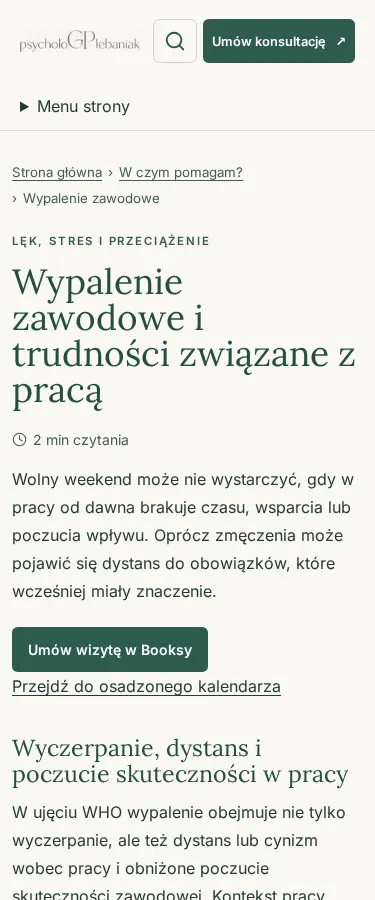 psychologGPlebaniak
Umów konsultację ↗
▶ Menu strony
Strona główna › W czym pomagam?
› Wypalenie zawodowe
LĘK, STRES I PRZECIĄŻENIE
Wypalenie
zawodowe i
trudności związane z
pracą
2 min czytania
Wolny weekend może nie wystarczyć, gdy w
pracy od dawna brakuje czasu, wsparcia lub
poczucia wpływu. Oprócz zmęczenia może
pojawić się dystans do obowiązków, które
wcześniej miały znaczenie.
Umów wizytę w Booksy
Przejdź do osadzonego kalendarza
Wyczerpanie, dystans i
poczucie skuteczności w pracy
W ujęciu WHO wypalenie obejmuje nie tylko
wyczerpanie, ale też dystans lub cynizm
wobec pracy i obniżone poczucie
skuteczności zawodowej. Kontekst pracy